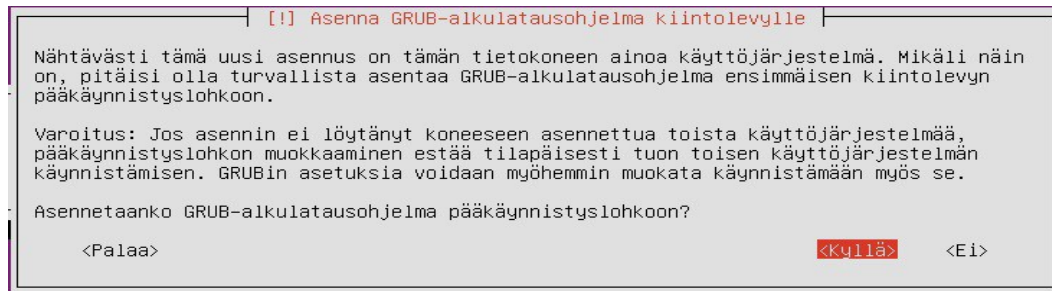 [!] Asenna GRUB-alkulatausohjelma kiintolevylle
Nähtävästi tämä uusi asennus on tämän tietokoneen ainoa käyttöjärjestelmä. Mikäli näin
on, pitäisi olla turvallista asentaa GRUB-alkulatausohjelma ensimmäisen kiintolevyn
pääkäynnistyslohkoon.
Varoitus: Jos asennin ei löytänyt koneeseen asennettua toista käyttöjärjestelmää,
pääkäynnistyslohkon muokkaaminen estää tilapäisesti tuon toisen käyttöjärjestelmän
käynnistämisen. GRUBin asetuksia voidaan myöhemmin muokata käynnistämään myös se.
Asennetaanko GRUB-alkulatausohjelma pääkäynnistyslohkoon?
<Palaa> <Kyllä> <Ei>